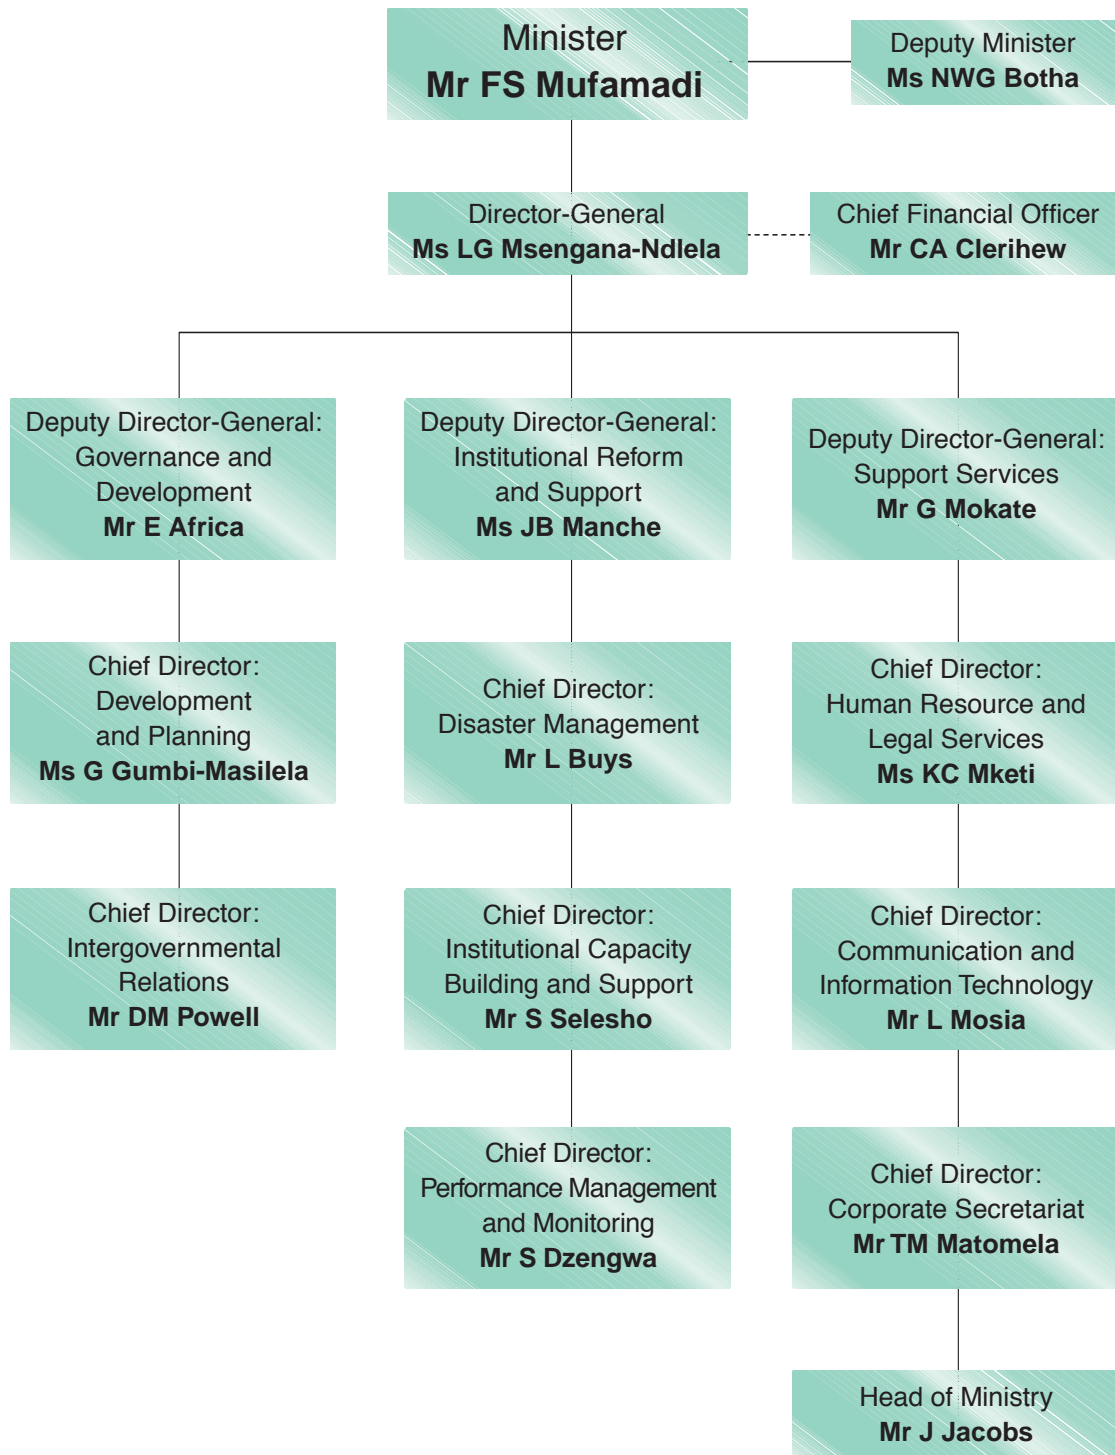 Minister
Mr FS Mufamadi
Deputy Minister
Ms NWG Botha
Director-General
Ms LG Msengana-Ndlela
Chief Financial Officer
Mr CA Clerihew
Deputy Director-General:
Governance and
Development
Mr E Africa
Deputy Director-General:
Institutional Reform
and Support
Ms JB Manche
Deputy Director-General:
Support Services
Mr G Mokate
Chief Director:
Development
and Planning
Ms G Gumbi-Masilela
Chief Director:
Disaster Management
Mr L Buys
Chief Director:
Human Resource and
Legal Services
Ms KC Mketi
Chief Director:
Intergovernmental
Relations
Mr DM Powell
Chief Director:
Institutional Capacity
Building and Support
Mr S Selesho
Chief Director:
Communication and
Information Technology
Mr L Mosia
Chief Director:
Performance Management
and Monitoring
Mr S Dzengwa
Chief Director:
Corporate Secretariat
Mr TM Matomela
Head of Ministry
Mr J Jacobs